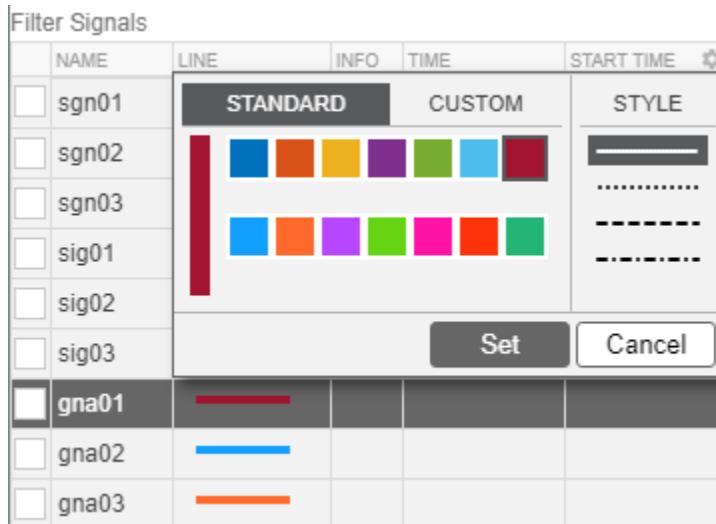 Filter Signals
NAME LINE INFO TIME START TIME
sgn01 STANDARD CUSTOM STYLE
sgn02
sgn03
sig01
sig02
sig03 Set Cancel
gna01
gna02
gna03